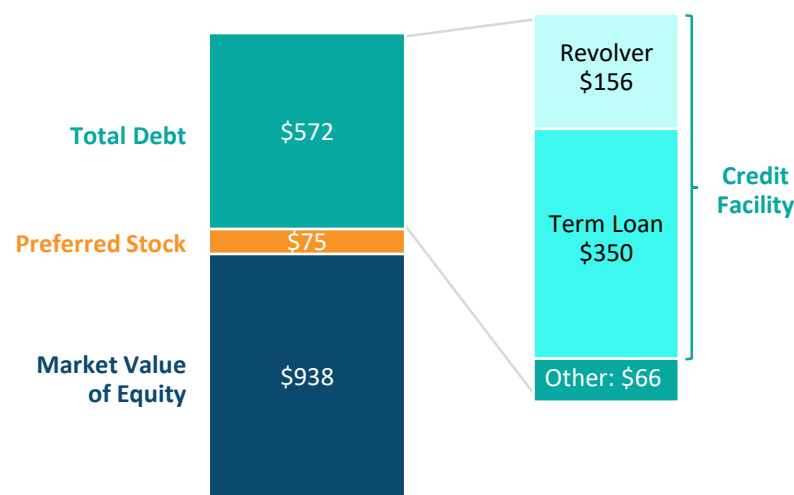 Total Debt
$572
Preferred Stock
$75
Market Value
of Equity
$938
Revolver
$156
Term Loan
$350
Other: $66
Credit
Facility